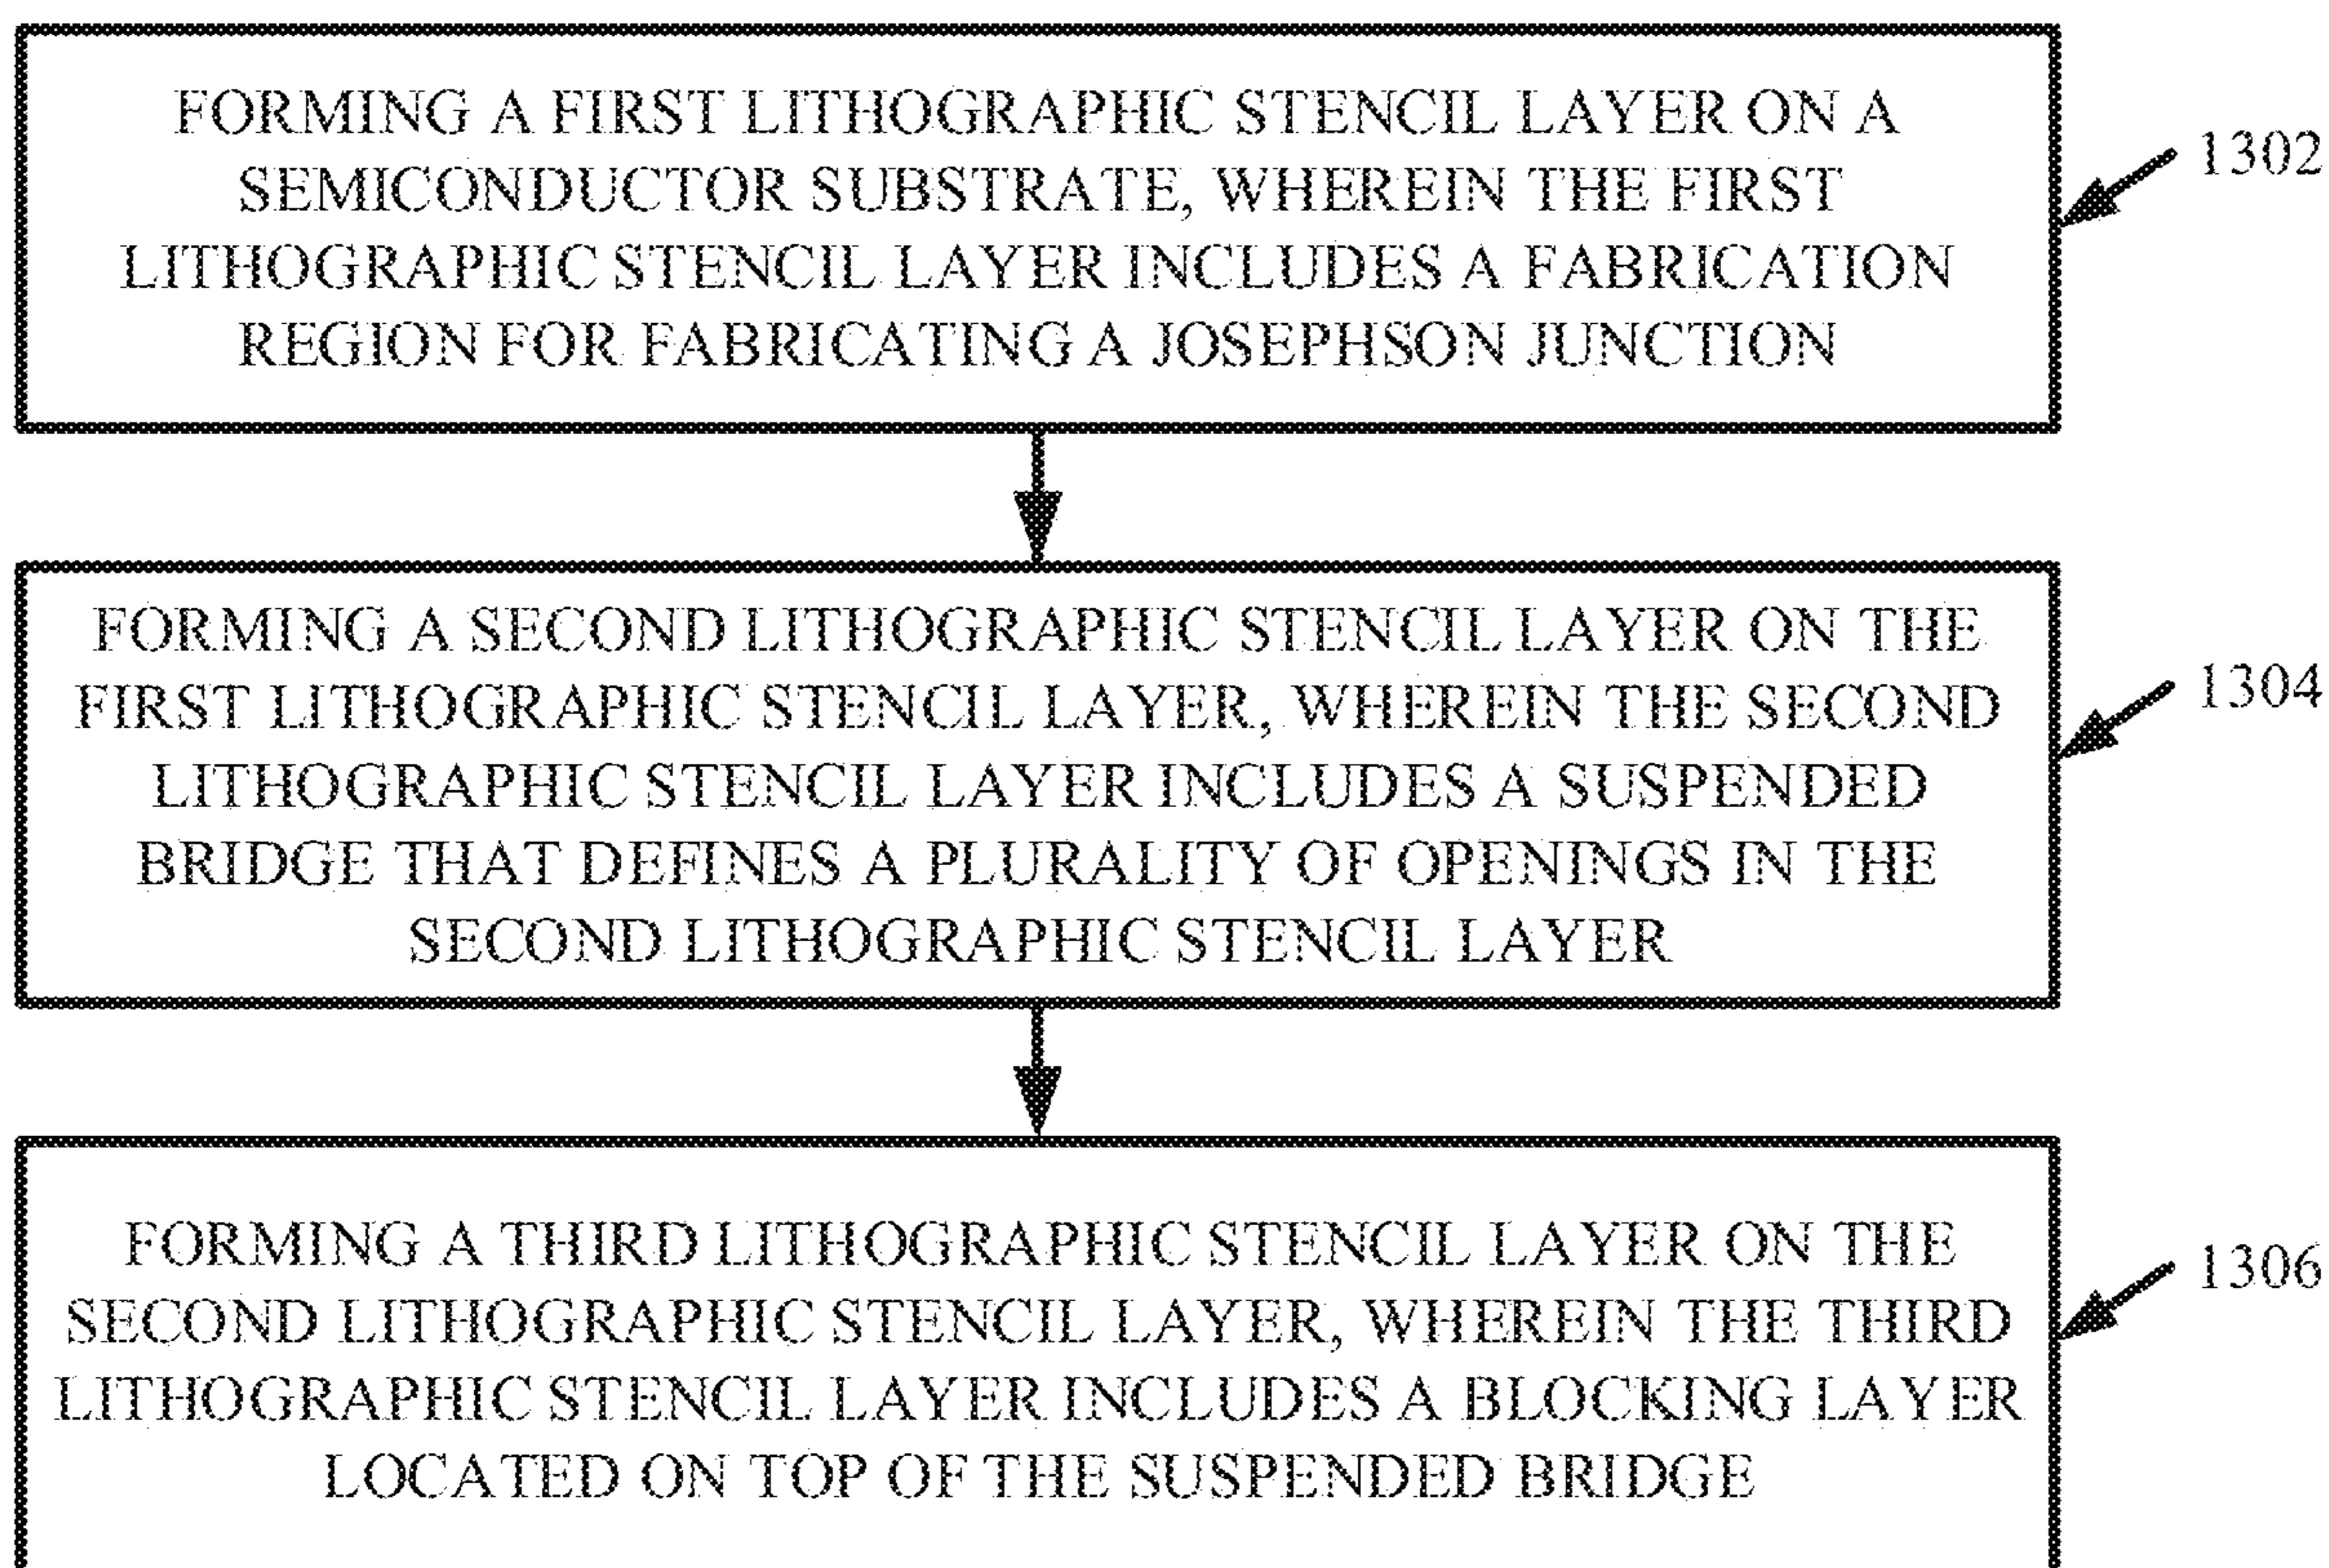 FORMING A FIRST LITHOGRAPHIC STENCIL LAYER ON A
SEMICONDUCTOR SUBSTRATE, WHEREIN THE FIRST
LITHOGRAPHIC STENCIL LAYER INCLUDES A FABRICATION
REGION FOR FABRICATING A JOSEPHSON JUNCTION
1302
FORMING A SECOND LITHOGRAPHIC STENCIL LAYER ON THE
FIRST LITHOGRAPHIC STENCIL LAYER, WHEREIN THE SECOND
LITHOGRAPHIC STENCIL LAYER INCLUDES A SUSPENDED
BRIDGE THAT DEFINES A PLURALITY OF OPENINGS IN THE
SECOND LITHOGRAPHIC STENCIL LAYER
1304
FORMING A THIRD LITHOGRAPHIC STENCIL LAYER ON THE
SECOND LITHOGRAPHIC STENCIL LAYER, WHEREIN THE THIRD
LITHOGRAPHIC STENCIL LAYER INCLUDES A BLOCKING LAYER
LOCATED ON TOP OF THE SUSPENDED BRIDGE
1306